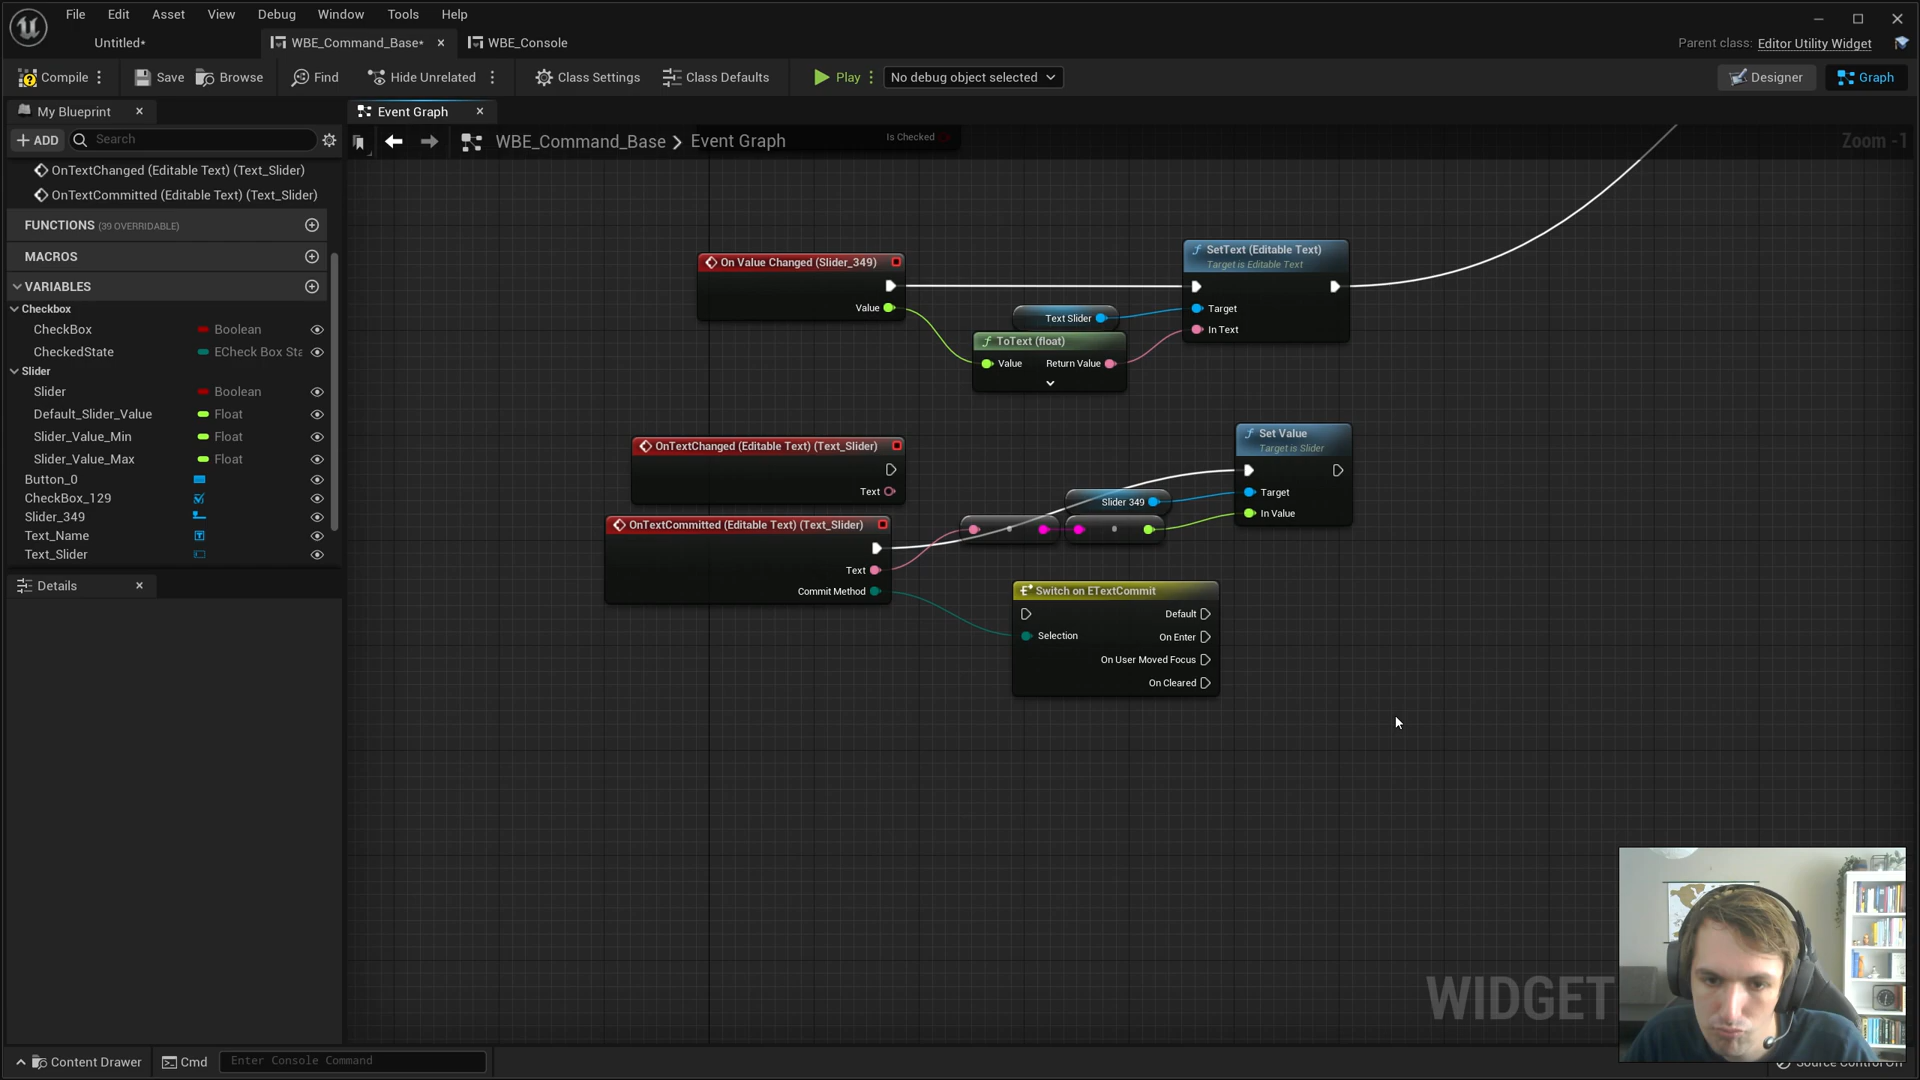 File Edit Asset View Debug Window Tools Help
Untitled* WBE_Command_Base* WBE_Console Parent class: Editor Utility Widget
Compile Save Browse Find Hide Unrelated Class Settings Class Defaults Play No debug object selected Designer Graph
My Blueprint Event Graph
ADD Search WBE_Command_Base > Event Graph Is Checked Zoom -1
OnTextChanged (Editable Text) (Text_Slider)
OnTextCommitted (Editable Text) (Text_Slider)
FUNCTIONS (39 OVERRIDABLE)
MACROS
VARIABLES
Checkbox
CheckBox Boolean
CheckedState ECheck Box Sta
Slider
Slider Boolean
Default_Slider_Value Float
Slider_Value_Min Float
Slider_Value_Max Float
Button_0
CheckBox_129
Slider_349
Text_Name
Text_Slider
Details
On Value Changed (Slider_349)
Value
Text Slider
ToText (float)
Value Return Value
SetText (Editable Text)
Target is Editable Text
Target
In Text
OnTextChanged (Editable Text) (Text_Slider)
Text
OnTextCommitted (Editable Text) (Text_Slider)
Text
Commit Method
Slider 349
Set Value
Target is Slider
Target
In Value
Switch on ETextCommit
Default
Selection On Enter
On User Moved Focus
On Cleared
WIDGET
Content Drawer Cmd Enter Console Command